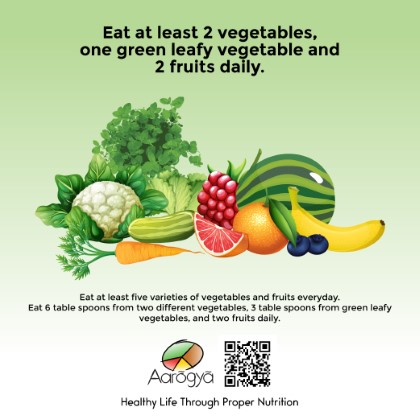 Eat at least 2 vegetables,
one green leafy vegetable and
2 fruits daily.
Eat at least five varieties of vegetables and fruits everyday.
Eat 6 table spoons from two different vegetables, 3 table spoons from green leafy
vegetables, and two fruits daily.
Aarōgyā
Healthy Life Through Proper Nutrition